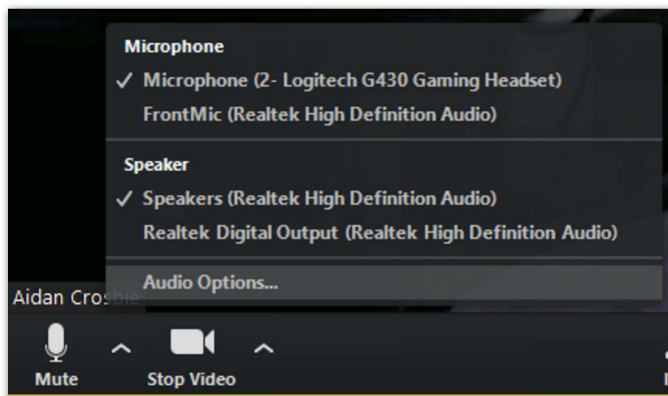 Microphone
Microphone (2- Logitech G430 Gaming Headset)
FrontMic (Realtek High Definition Audio)
Speaker
Speakers (Realtek High Definition Audio)
Realtek Digital Output (Realtek High Definition Audio)
Audio Options...
Aidan Crosbie
Mute
Stop Video